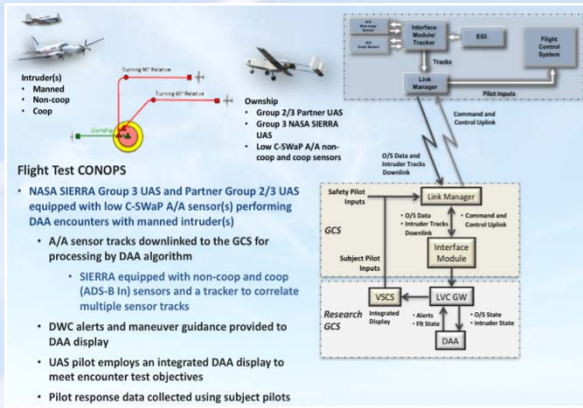 Intruder(s)
• Manned
• Non-coop
• Coop
Turning 90° Relative
Turning 45° Relative
Ownship
Ownship
• Group 2/3 Partner UAS
• Group 3 NASA SIERRA
UAS
• Low C-SWaP A/A non-
coop and coop sensors
Flight Test CONOPS
• NASA SIERRA Group 3 UAS and Partner Group 2/3 UAS
equipped with low C-SWaP A/A sensor(s) performing
DAA encounters with manned intruder(s)
• A/A sensor tracks downlinked to the GCS for
processing by DAA algorithm
• SIERRA equipped with non-coop and coop
(ADS-B In) sensors and a tracker to correlate
multiple sensor tracks
• DWC alerts and maneuver guidance provided to
DAA display
• UAS pilot employs an integrated DAA display to
meet encounter test objectives
• Pilot response data collected using subject pilots
Interface
Module/
Tracker
EGI
Flight
Control
System
Tracks
Link
Manager
Pilot Inputs
Command and
Control Uplink
O/S Data and
Intruder Tracks
Downlink
Safety Pilot
Inputs
Link Manager
• O/S Data
• Intruder Tracks
Downlink
• Command and
Control Uplink
GCS
Subject Pilot
Inputs
Interface
Module
Research
GCS
VSCS
Integrated
Display
LVC GW
• Alerts
• Flt State
• O/S State
• Intruder State
DAA